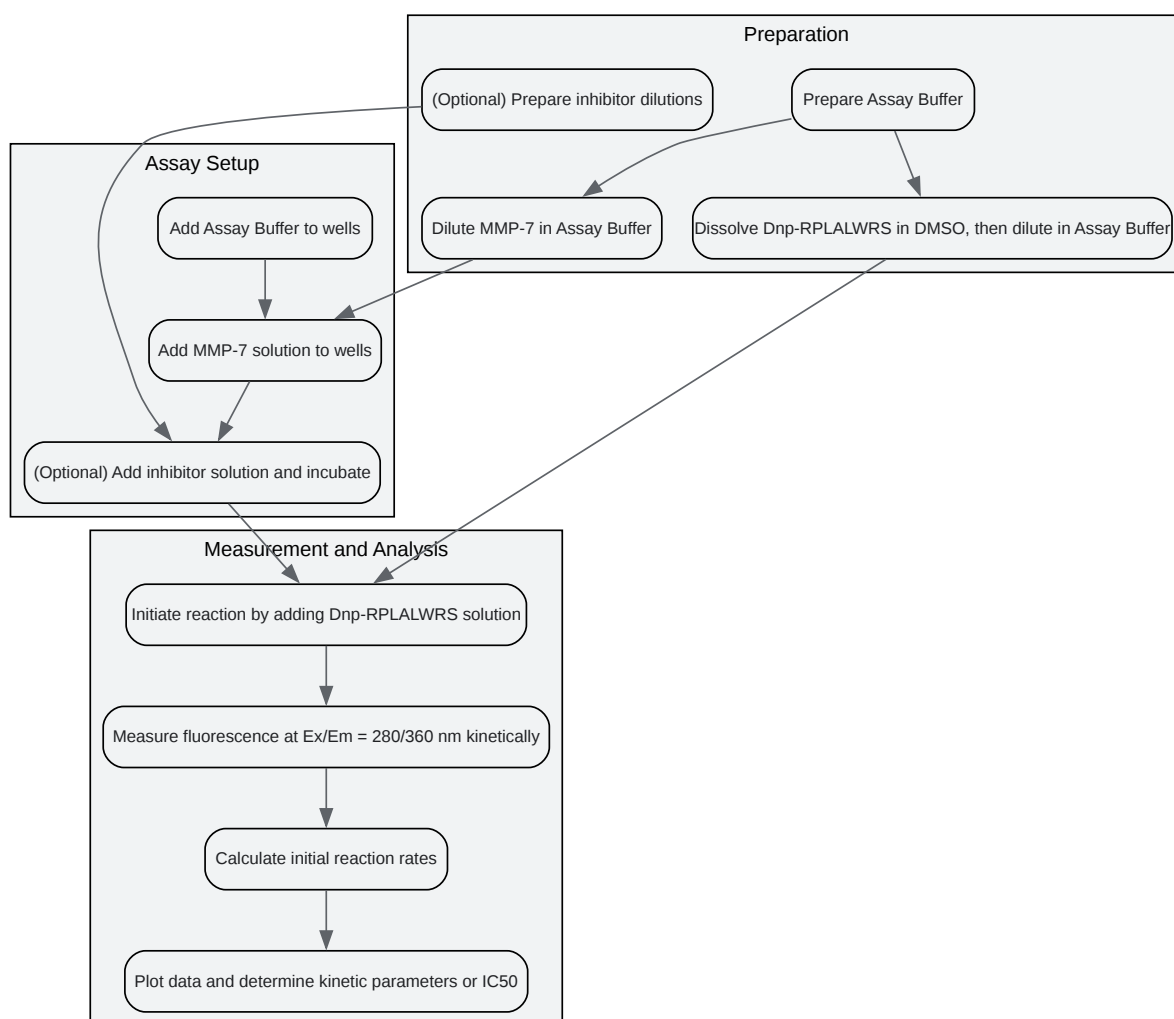 Preparation
(Optional) Prepare inhibitor dilutions
Prepare Assay Buffer
Dilute MMP-7 in Assay Buffer
Dissolve Dnp-RPLALWRS in DMSO, then dilute in Assay Buffer
Assay Setup
Add Assay Buffer to wells
Add MMP-7 solution to wells
(Optional) Add inhibitor solution and incubate
Measurement and Analysis
Initiate reaction by adding Dnp-RPLALWRS solution
Measure fluorescence at Ex/Em = 280/360 nm kinetically
Calculate initial reaction rates
Plot data and determine kinetic parameters or IC50